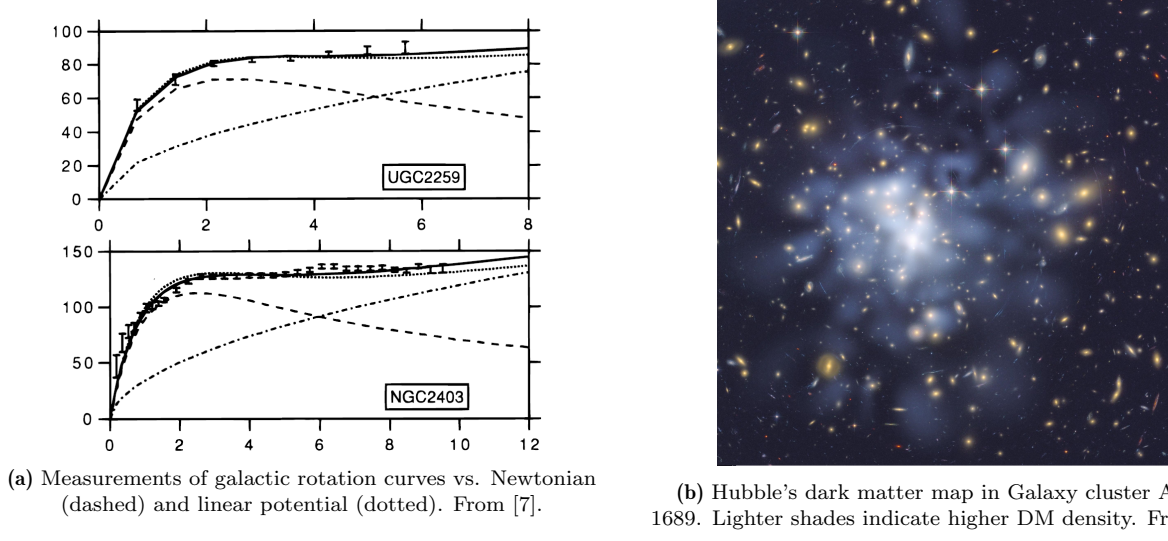 100
80
60
40
20
0
UGC2259
0 2 4 6 8
150
100
50
0
NGC2403
0 2 4 6 8 10 12
(a) Measurements of galactic rotation curves vs. Newtonian
(dashed) and linear potential (dotted). From [7].
(b) Hubble's dark matter map in Galaxy cluster
1689. Lighter shades indicate higher DM density.